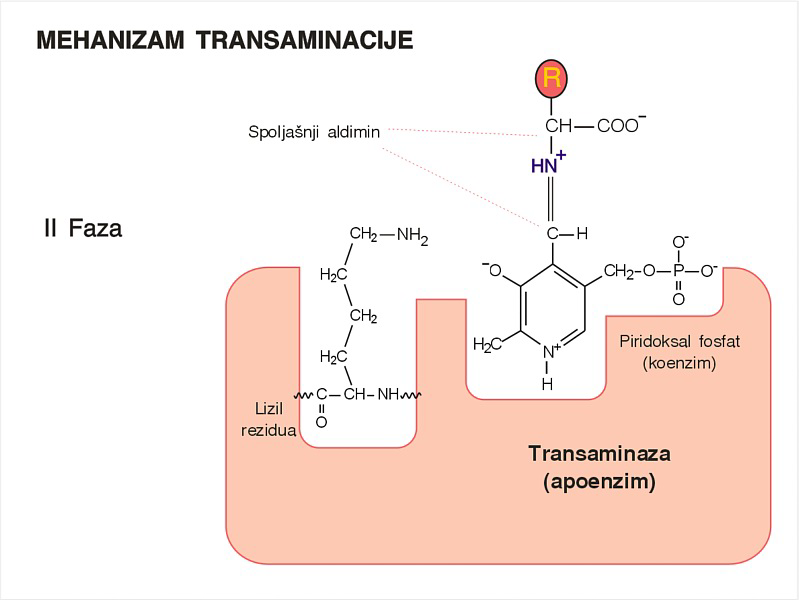 MEHANIZAM TRANSAMINACIJE
R
CH—COO⁻
Spoljašnji aldimin
HN⁺
II Faza
C—H
CH₂—NH₂
O⁻
⁻O
CH₂–O–P–O⁻
H₂C
O
CH₂
Piridoksal fosfat
(koenzim)
H₂C
N⁺
H₂C
H
C—CH–NH
Lizil
rezidua
O
Transaminaza
(apoenzim)